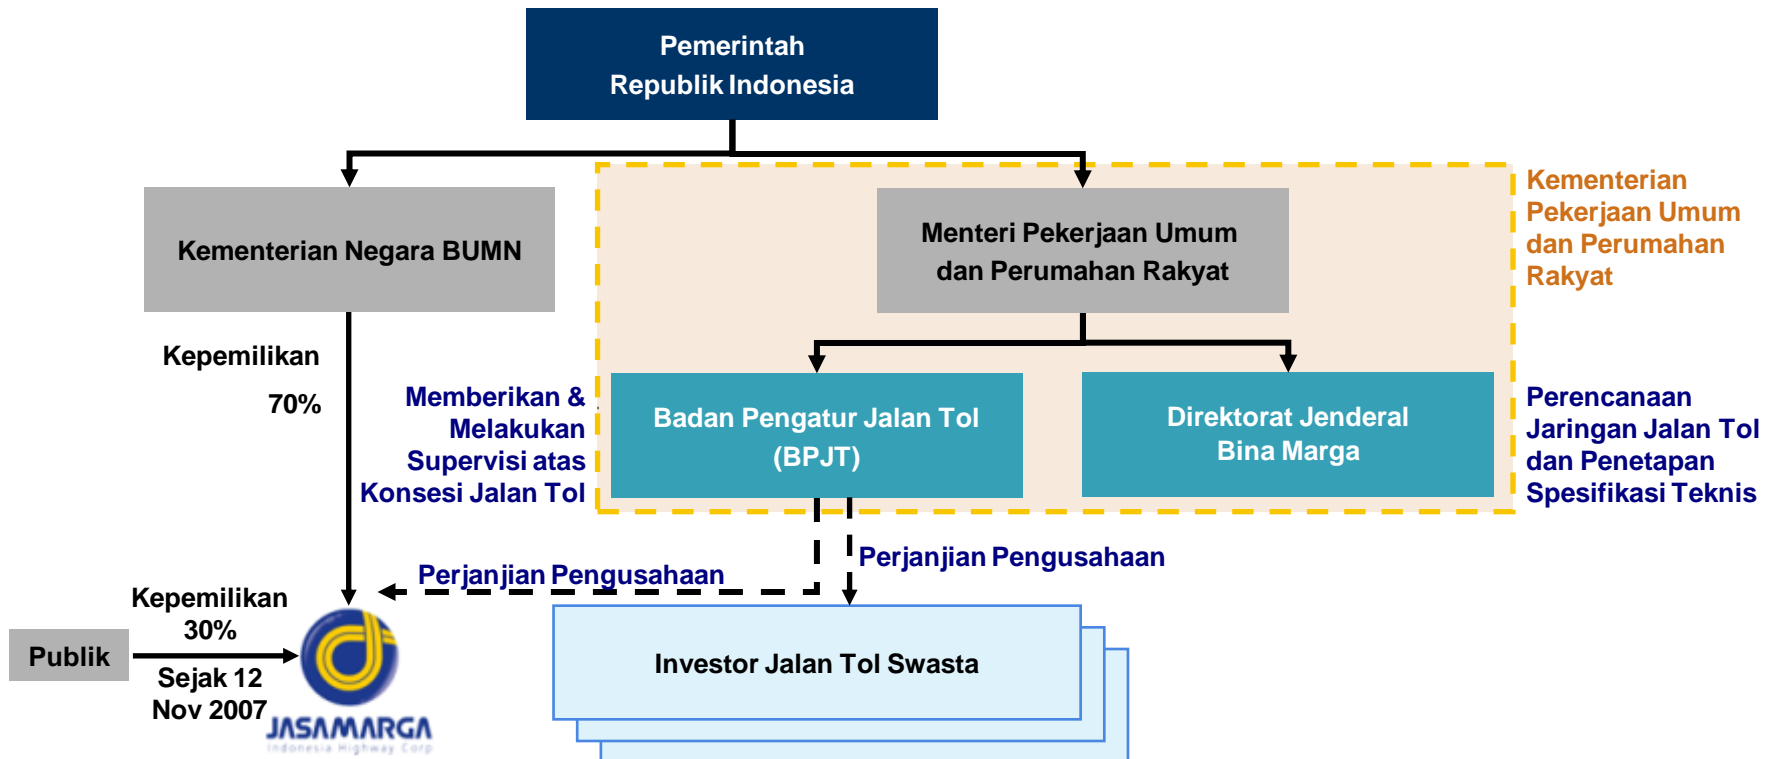 Pemerintah
Republik Indonesia
Kementerian Negara BUMN
Menteri Pekerjaan Umum
dan Perumahan Rakyat
Kementerian
Pekerjaan Umum
dan Perumahan
Rakyat
Kepemilikan
70%
Memberikan &
Melakukan
Supervisi atas
Konsesi Jalan Tol
Badan Pengatur Jalan Tol
(BPJT)
Direktorat Jenderal
Bina Marga
Perencanaan
Jaringan Jalan Tol
dan Penetapan
Spesifikasi Teknis
Perjanjian Pengusahaan
Perjanjian Pengusahaan
Publik
Kepemilikan
30%
Sejak 12
Nov 2007
JASAMARGA
Indonesia Highway Corp
Investor Jalan Tol Swasta